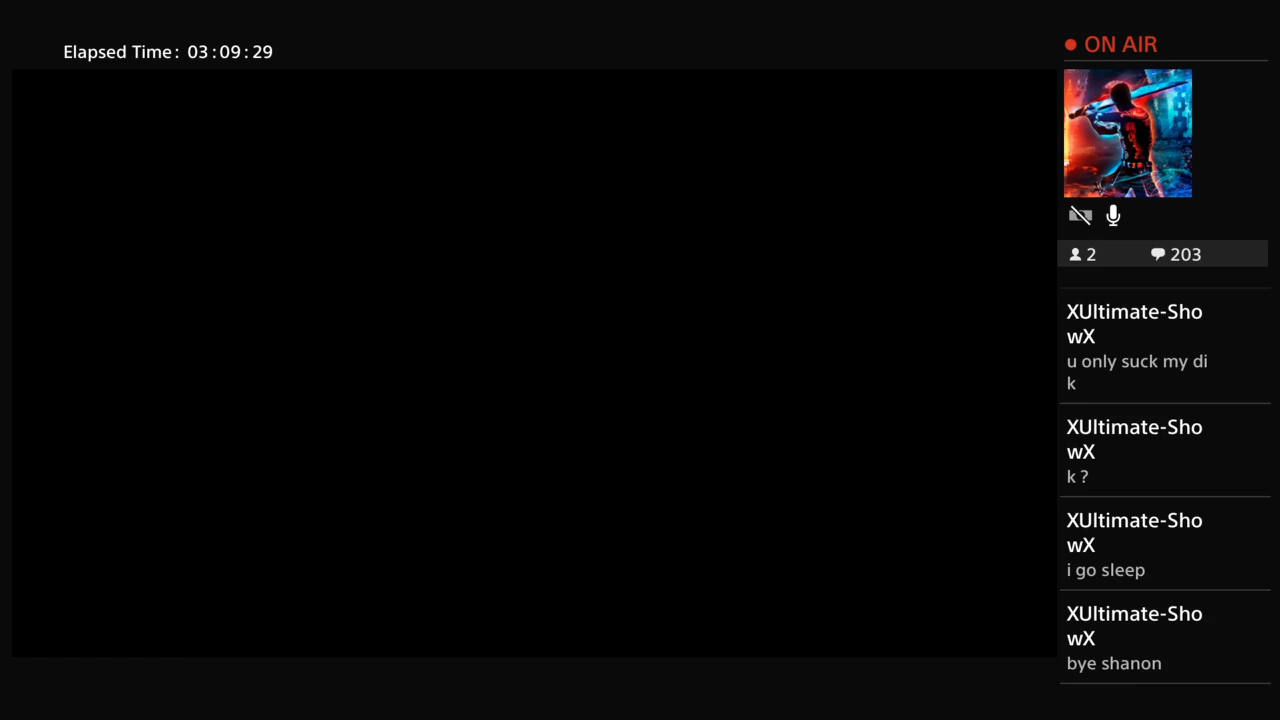 Elapsed Time: 03:09:29
ON AIR
2 203
XUltimate-Sho
wX
u only suck my di
k
XUltimate-Sho
wX
k ?
XUltimate-Sho
wX
i go sleep
XUltimate-Sho
wX
bye shanon